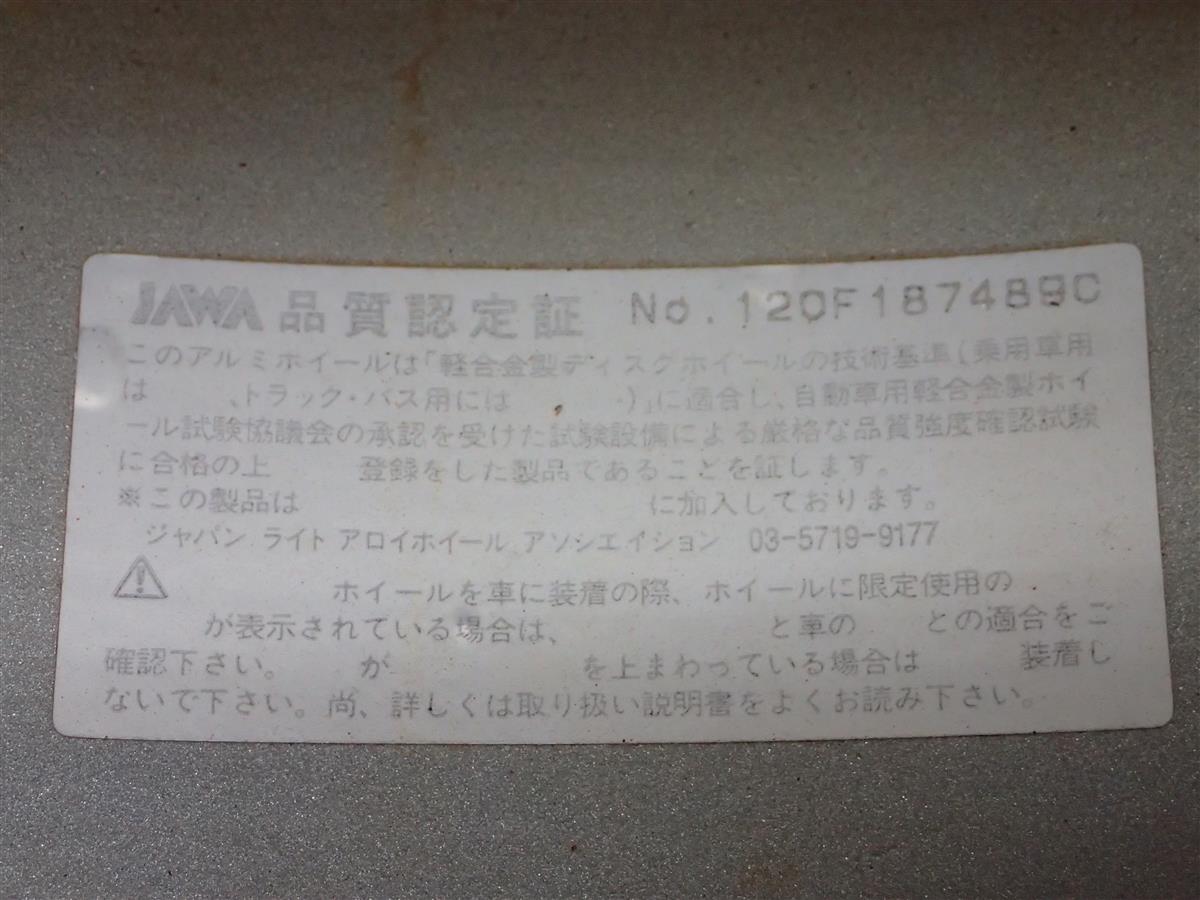 JAWA 品質認定証 No. 120F1874890
このアルミホイールは「軽合金製ディスクホイールの技術基準(乗用車用
は 、トラック・バス用には )」に適合し、自動車用軽合金製ホイ
ール試験協議会の承認を受けた試験設備による厳格な品質強度確認試験
に合格の上 登録をした製品であることを証します。
※この製品は に加入しております。
ジャパン ライト アロイホイール アソシエイション 03-5719-9177
ホイールを車に装着の際、ホイールに限定使用の
が表示されている場合は、 と車の との適合をご
確認下さい。 が を上まわっている場合は 装着し
ないで下さい。尚、詳しくは取り扱い説明書をよくお読み下さい。